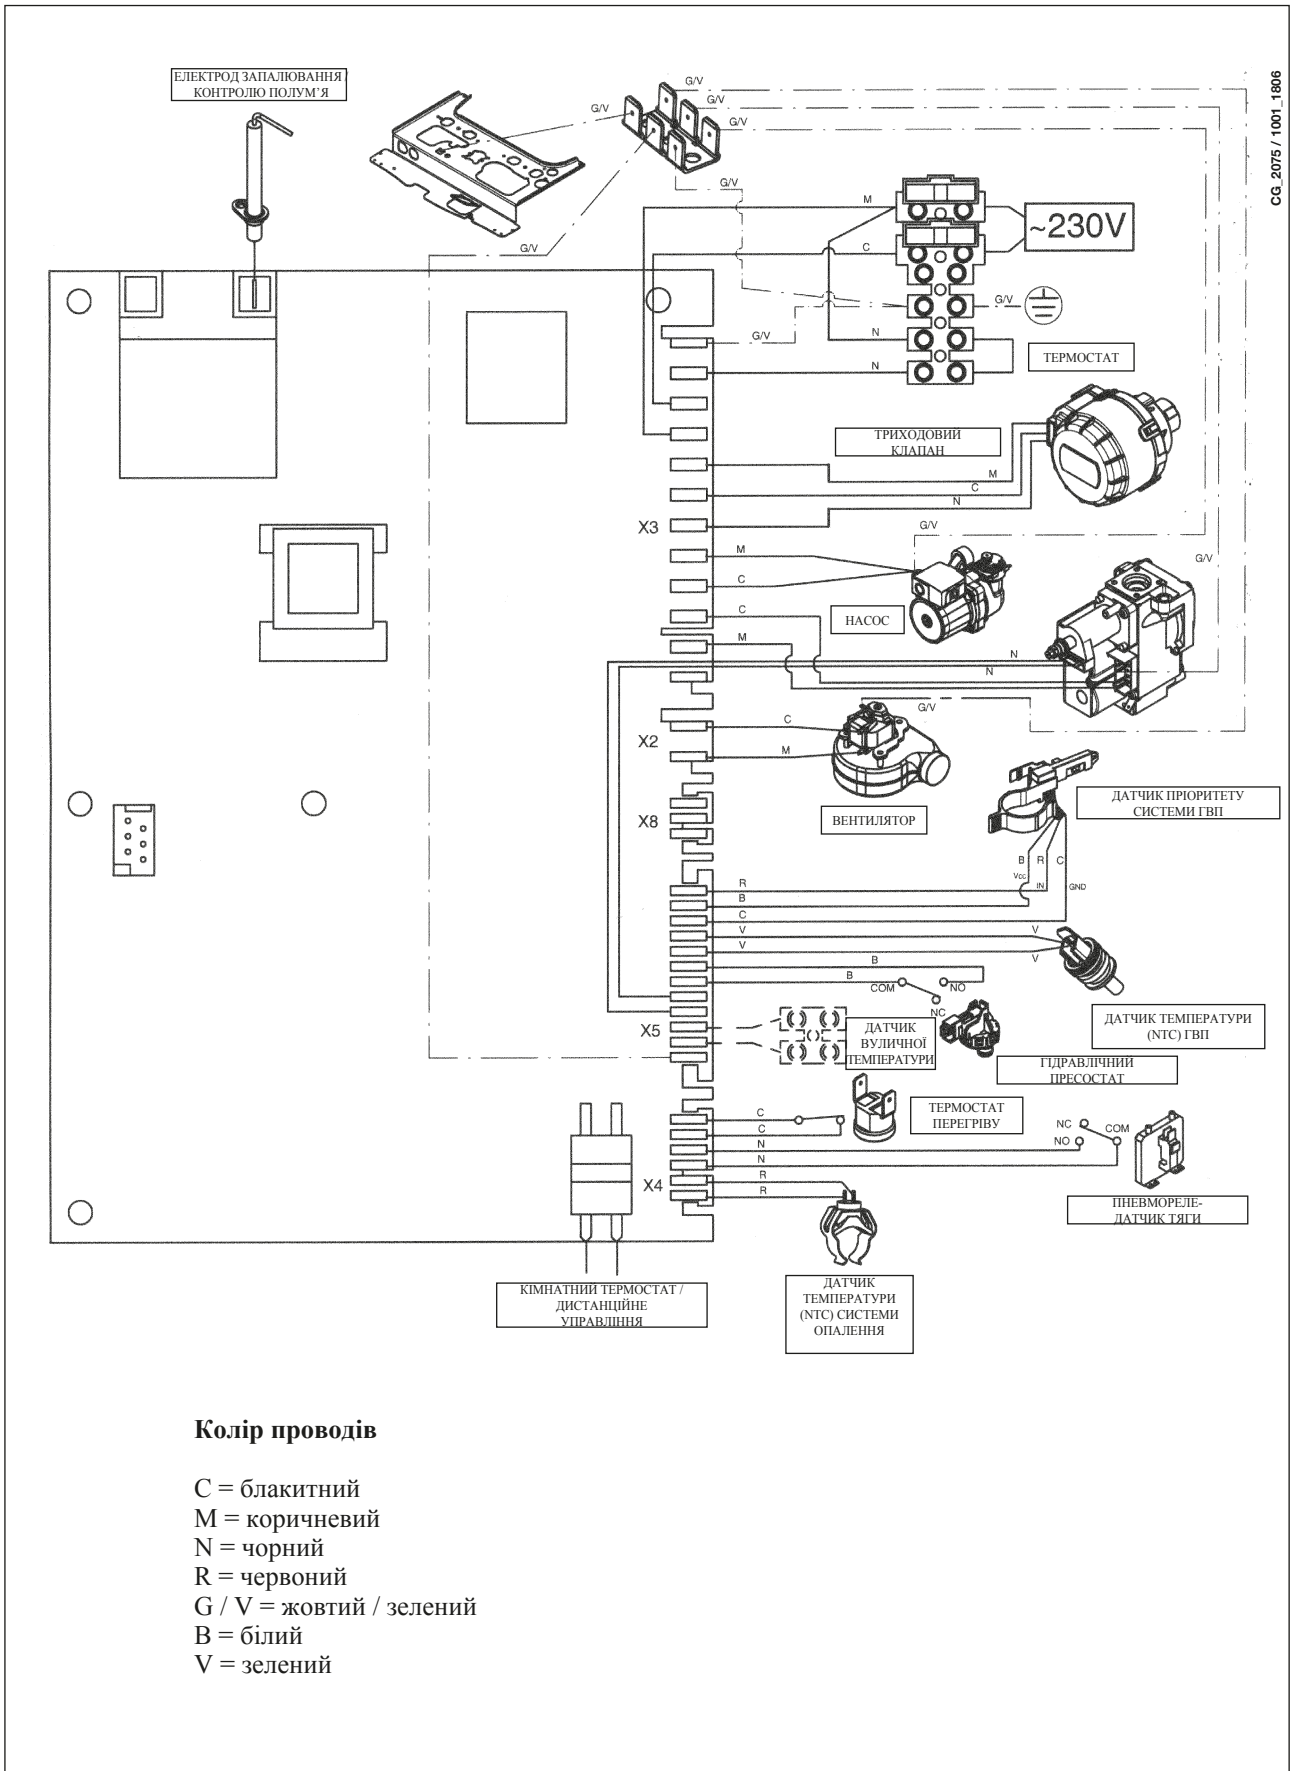 CG_2075 / 1001_1806
ЕЛЕКТРОД ЗАПАЛЮВАННЯ /
КОНТРОЛЮ ПОЛУМ’Я
G/V
G/V
G/V
G/V
G/V
G/V
M
~230V
C
G/V
G/V
N
ТЕРМОСТАТ
N
ТРИХОДОВИЙ
КЛАПАН
M
C
N
X3
G/V
M
G/V
C
C
НАСОС
M
N
N
G/V
X2
C
M
ВЕНТИЛЯТОР
ДАТЧИК ПРІОРИТЕТУ
СИСТЕМИ ГВП
X8
B R C
Vcc
IN
GND
R
B
C
V
V
V
V
B
B
COM
NO
NC
X5
ДАТЧИК
ВУЛИЧНОЇ
ТЕМПЕРАТУРИ
ДАТЧИК ТЕМПЕРАТУРИ
(NTC) ГВП
ГІДРАВЛІЧНИЙ
ПРЕСОСТАТ
ТЕРМОСТАТ
ПЕРЕГРІВУ
C
C
N
N
R
R
NC
NO
COM
X4
ПНЕВМОРЕЛЕ-
ДАТЧИК ТЯГИ
КІМНАТНИЙ ТЕРМОСТАТ /
ДИСТАНЦІЙНЕ
УПРАВЛІННЯ
ДАТЧИК
ТЕМПЕРАТУРИ
(NTC) СИСТЕМИ
ОПАЛЕННЯ
Колір проводів
C = блакитний
M = коричневий
N = чорний
R = червоний
G / V = жовтий / зелений
B = білий
V = зелений